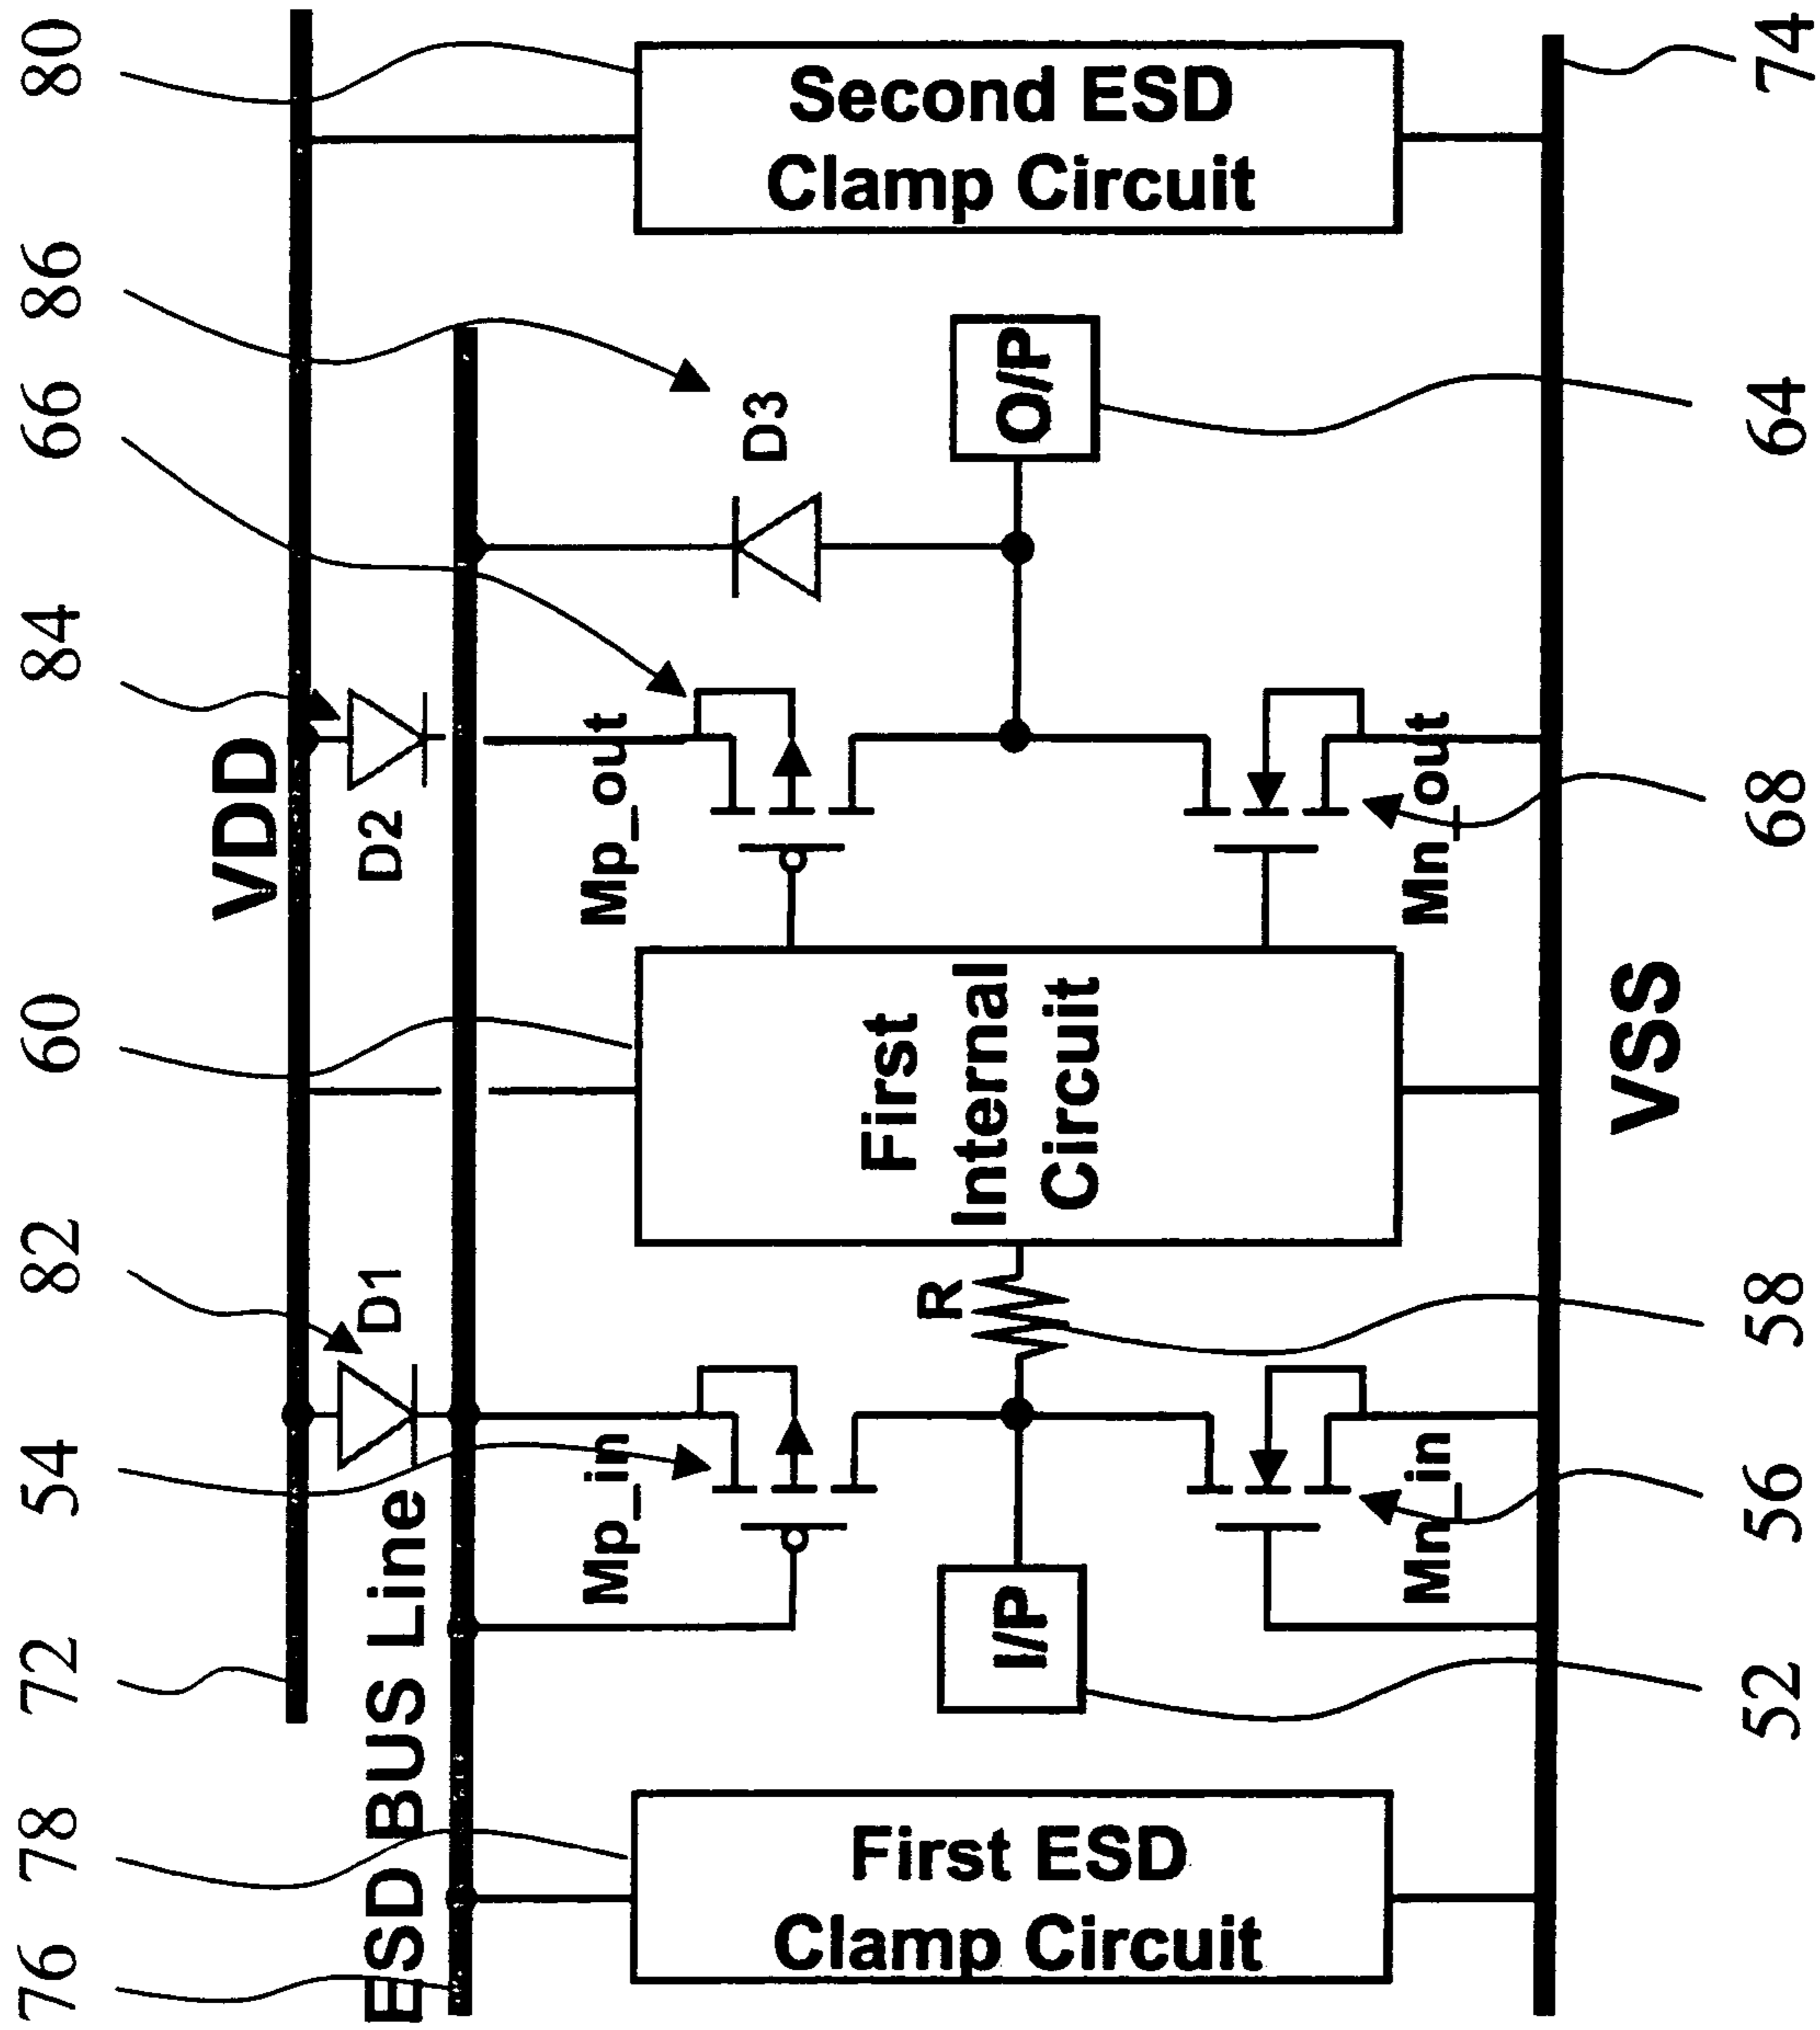 80
86
66
84
60
82
54
72
78
76
VDD
D2
D1
ESD BUS Line
Second ESD
Clamp Circuit
D3
O/P
Mp_out
Mn_out
First
Internal
Circuit
R
Mp_in
Mn_in
I/P
First ESD
Clamp Circuit
VSS
74
64
68
58
56
52